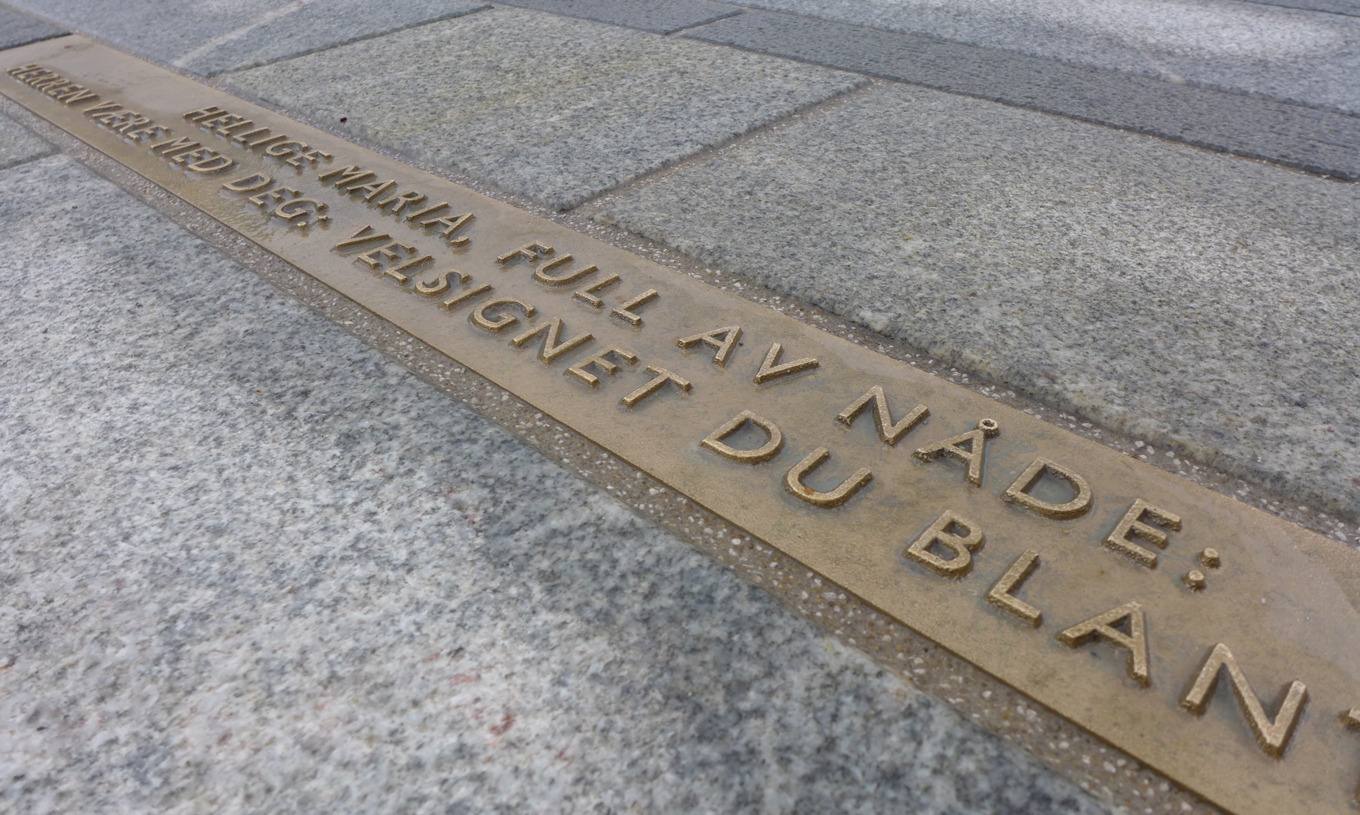 HELLIGE MARIA, FULL AV NÅDE:
HERREN VÆRE MED DEG; VELSIGNET DU BLAN